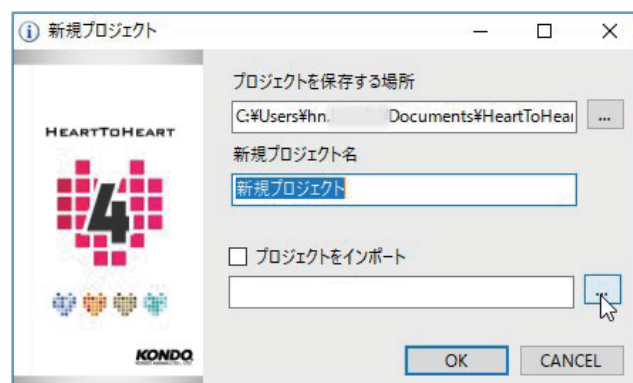 新規プロジェクト
プロジェクトを保存する場所
C:¥Users¥hn. Documents¥HeartToHear
...
HEARTTOHEART
新規プロジェクト名
4
新規プロジェクト
プロジェクトをインポート
...
KONDO
OK
CANCEL